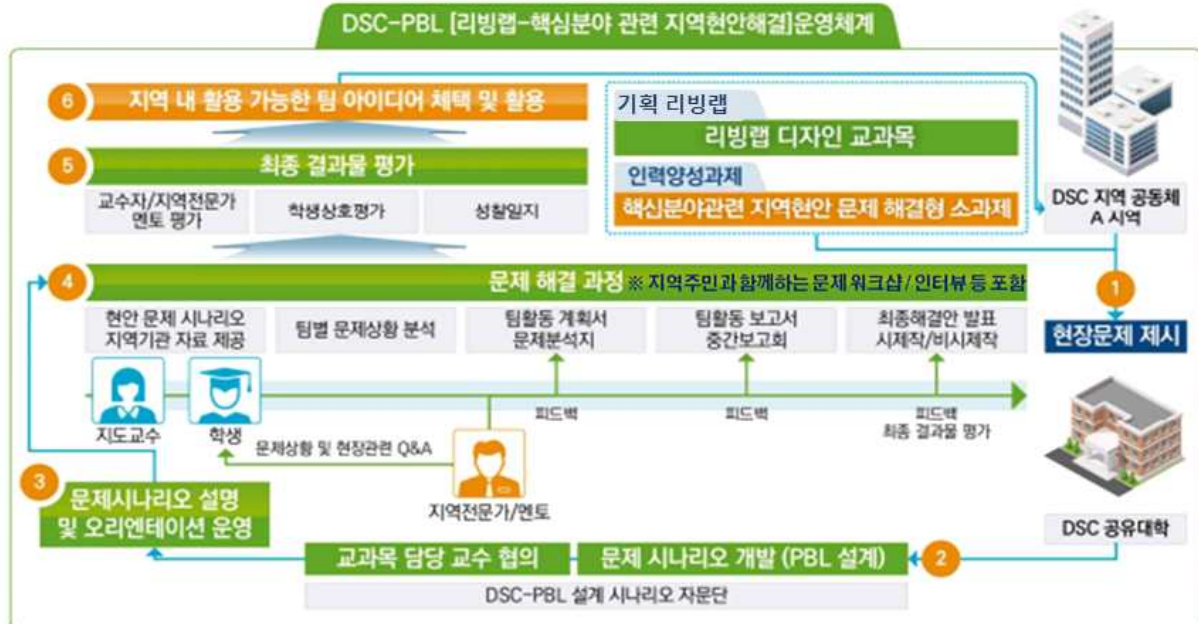 DSC-PBL [리빙랩-핵심분야 관련 지역현안해결]운영체계
6
지역 내 활용 가능한 팀 아이디어 체택 및 활용
기획 리빙랩
리빙랩 디자인 교과목
인력양성과제
핵심분야관련 지역현안 문제 해결형 소과제
DSC 지역 공동체
A 시역
5
최종 결과물 평가
교수자/지역전문가
멘토 평가
학생상호평가
성찰일지
4
문제 해결 과정 ※ 지역주민과 함께하는 문제 워크샵 / 인터뷰 등 포함
현안 문제 시나리오
지역기관 자료 제공
팀별 문제상황 분석
팀활동 계획서
문제분석지
팀활동 보고서
중간보고회
최종해결안 발표
시제작/비시제작
1
현장문제 제시
지도교수
학생
피드백
피드백
피드백
최종 결과물 평가
문제상황 및 현장관련 Q&A
지역전문가/멘토
3
문제시나리오 설명
및 오리엔테이션 운영
DSC 공유대학
교과목 담당 교수 협의
문제 시나리오 개발 (PBL 설계)
2
DSC-PBL 설계 시나리오 자문단